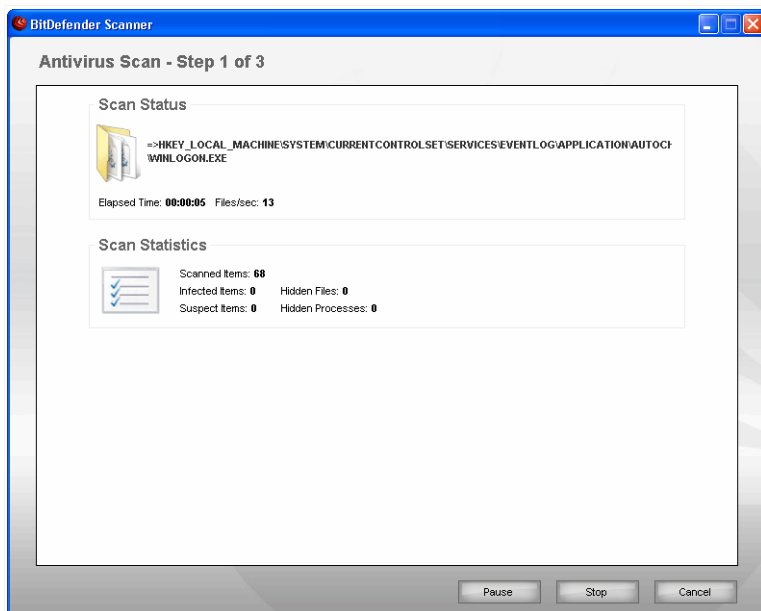 BitDefender Scanner
Antivirus Scan - Step 1 of 3
Scan Status
=>HKEY_LOCAL_MACHINE\SYSTEM\CURRENTCONTROLSET\SERVICES\EVENTLOG\APPLICATION\AUTOCH
\WINLOGON.EXE
Elapsed Time: 00:00:05 Files/sec: 13
Scan Statistics
Scanned Items: 68
Infected Items: 0 Hidden Files: 0
Suspect Items: 0 Hidden Processes: 0
Pause Stop Cancel